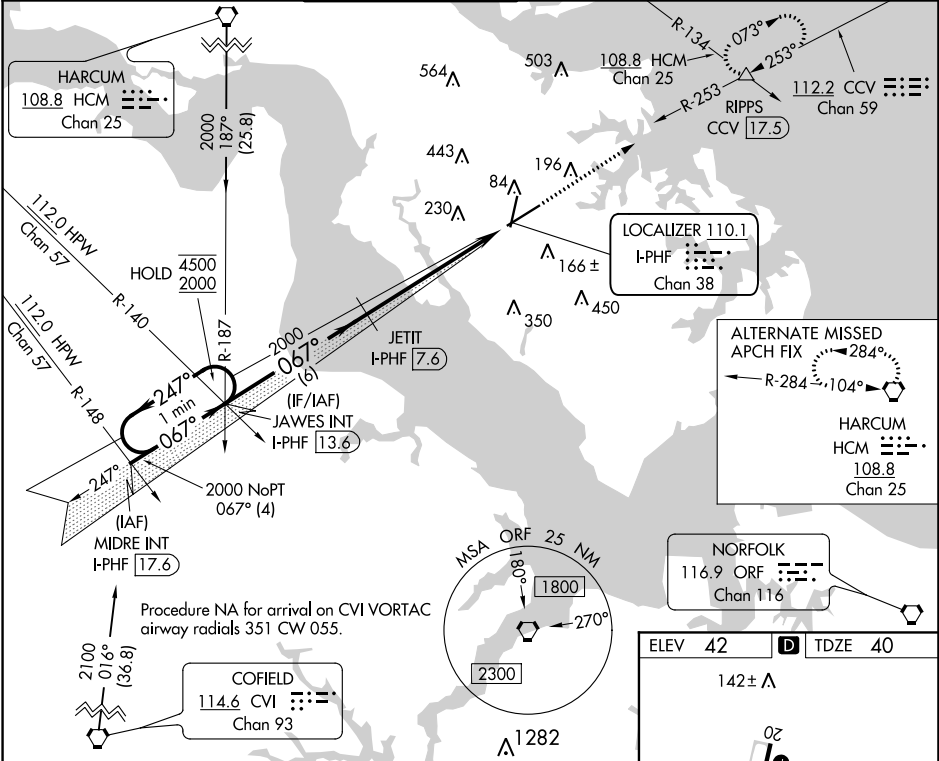 HARCUM
108.8 HCM
Chan 25
2000
187°
(25.8)
564
503
443
196
84
230
166 ±
350
450
R-134
108.8 HCM
Chan 25
073°
253°
R-253
RIPPS
CCV 17.5
112.2 CCV
Chan 59
LOCALIZER 110.1
I-PHF
Chan 38
112.0 HPW
Chan 57
R-140
HOLD 4500
2000
R-187
112.0 HPW
Chan 57
R-148
2000
067°
(6)
JETIT
I-PHF 7.6
247°
1 min
067°
(IF/IAF)
JAWES INT
I-PHF 13.6
247°
2000 NoPT
067° (4)
(IAF)
MIDRE INT
I-PHF 17.6
ALTERNATE MISSED
APCH FIX
284°
R-284
104°
HARCUM
HCM
108.8
Chan 25
Procedure NA for arrival on CVI VORTAC
airway radials 351 CW 055.
2100
016°
(36.8)
COFIELD
114.6 CVI
Chan 93
MSA ORF 25 NM
180°
1800
270°
2300
1282
NORFOLK
116.9 ORF
Chan 116
ELEV 42 D TDZE 40
142±
20